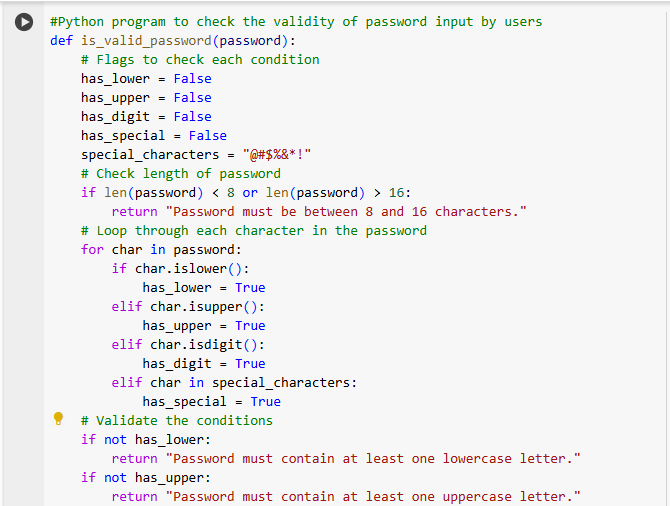 #Python program to check the validity of password input by users
def is_valid_password(password):
    # Flags to check each condition
    has_lower = False
    has_upper = False
    has_digit = False
    has_special = False
    special_characters = "@#$%&*!"
    # Check length of password
    if len(password) < 8 or len(password) > 16:
        return "Password must be between 8 and 16 characters."
    # Loop through each character in the password
    for char in password:
        if char.islower():
            has_lower = True
        elif char.isupper():
            has_upper = True
        elif char.isdigit():
            has_digit = True
        elif char in special_characters:
            has_special = True
    # Validate the conditions
    if not has_lower:
        return "Password must contain at least one lowercase letter."
    if not has_upper:
        return "Password must contain at least one uppercase letter."